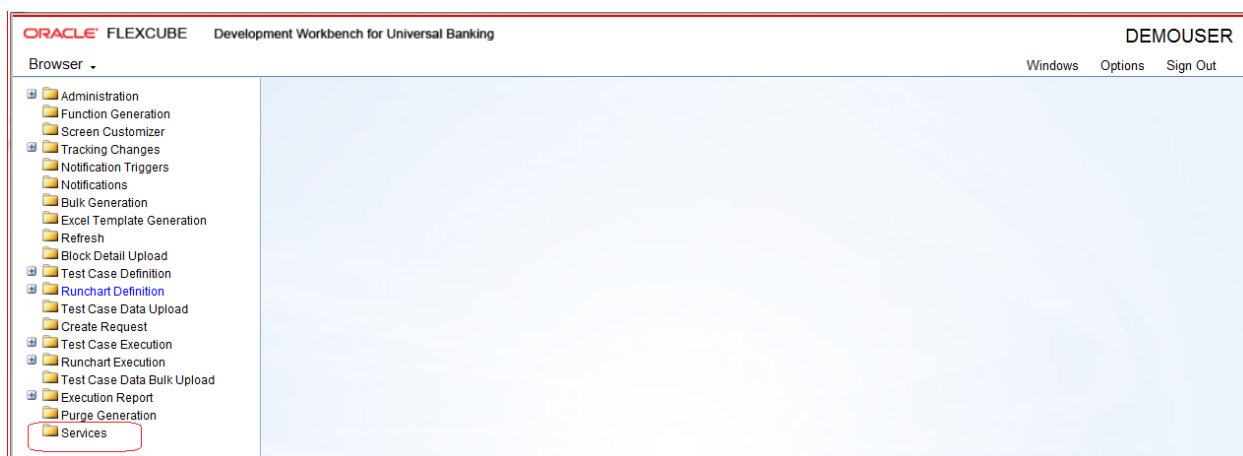 ORACLE FLEXCUBE Development Workbench for Universal Banking DEMOUSER
Browser Windows Options Sign Out
Administration
Function Generation
Screen Customizer
Tracking Changes
Notification Triggers
Notifications
Bulk Generation
Excel Template Generation
Refresh
Block Detail Upload
Test Case Definition
Runchart Definition
Test Case Data Upload
Create Request
Test Case Execution
Runchart Execution
Test Case Data Bulk Upload
Execution Report
Purge Generation
Services